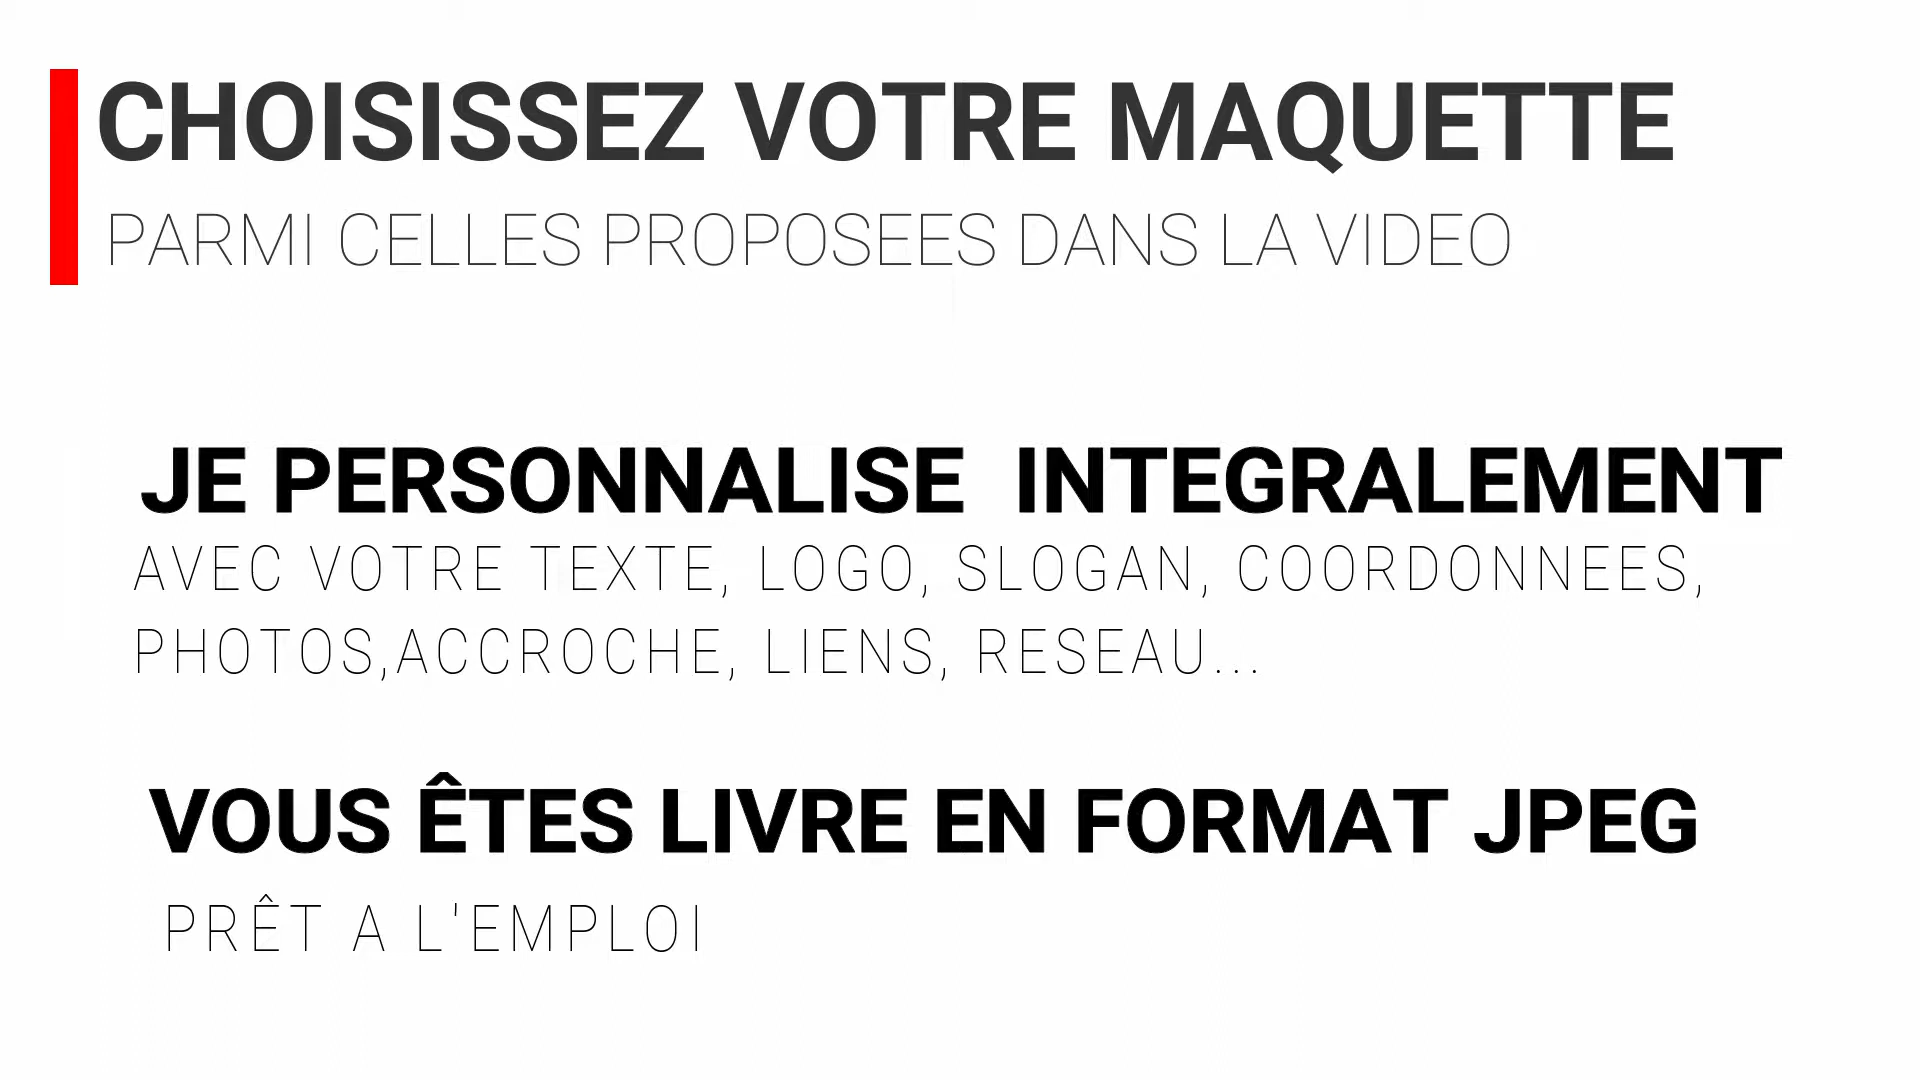 CHOISISSEZ VOTRE MAQUETTE
PARMI CELLES PROPOSEES DANS LA VIDEO
JE PERSONNALISE INTEGRALEMENT
AVEC VOTRE TEXTE, LOGO, SLOGAN, COORDONNEES,
PHOTOS,ACCROCHE, LIENS, RESEAU...
VOUS ÊTES LIVRE EN FORMAT JPEG
PRÊT A L'EMPLOI